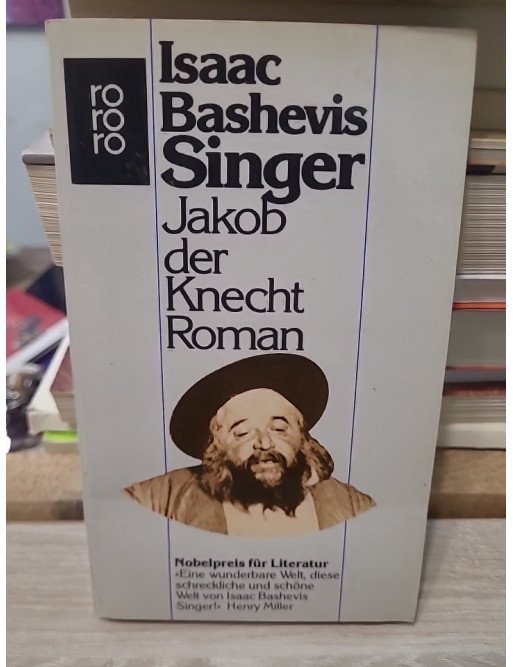 ro
ro
ro
Isaac
Bashevis
Singer
Jakob
der
Knecht
Roman
Nobelpreis für Literatur
«Eine wunderbare Welt, diese
schreckliche und schöne
Welt von Isaac Bashevis
Singer!» Henry Miller